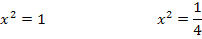 x² = 1    x² = 1/4